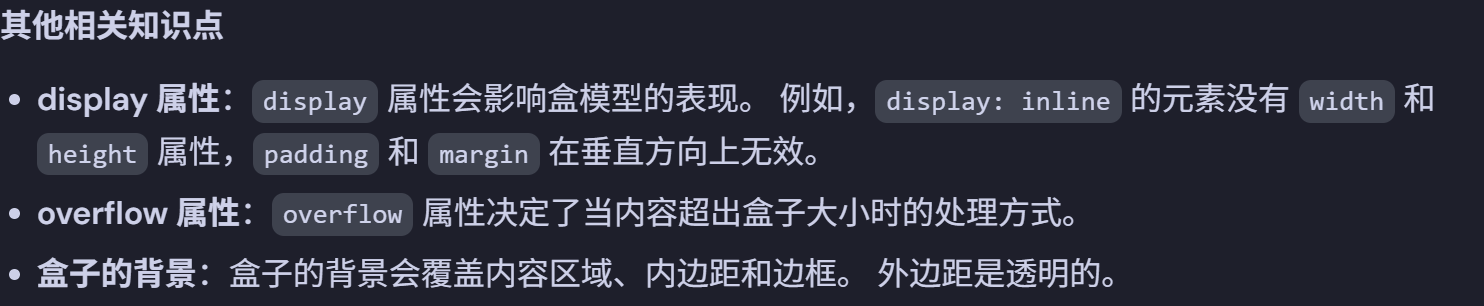 其他相关知识点
• display 属性： display 属性会影响盒模型的表现。 例如， display: inline 的元素没有 width 和
height 属性， padding 和 margin 在垂直方向上无效。
• overflow 属性： overflow 属性决定了当内容超出盒子大小时的处理方式。
• 盒子的背景：盒子的背景会覆盖内容区域、内边距和边框。 外边距是透明的。